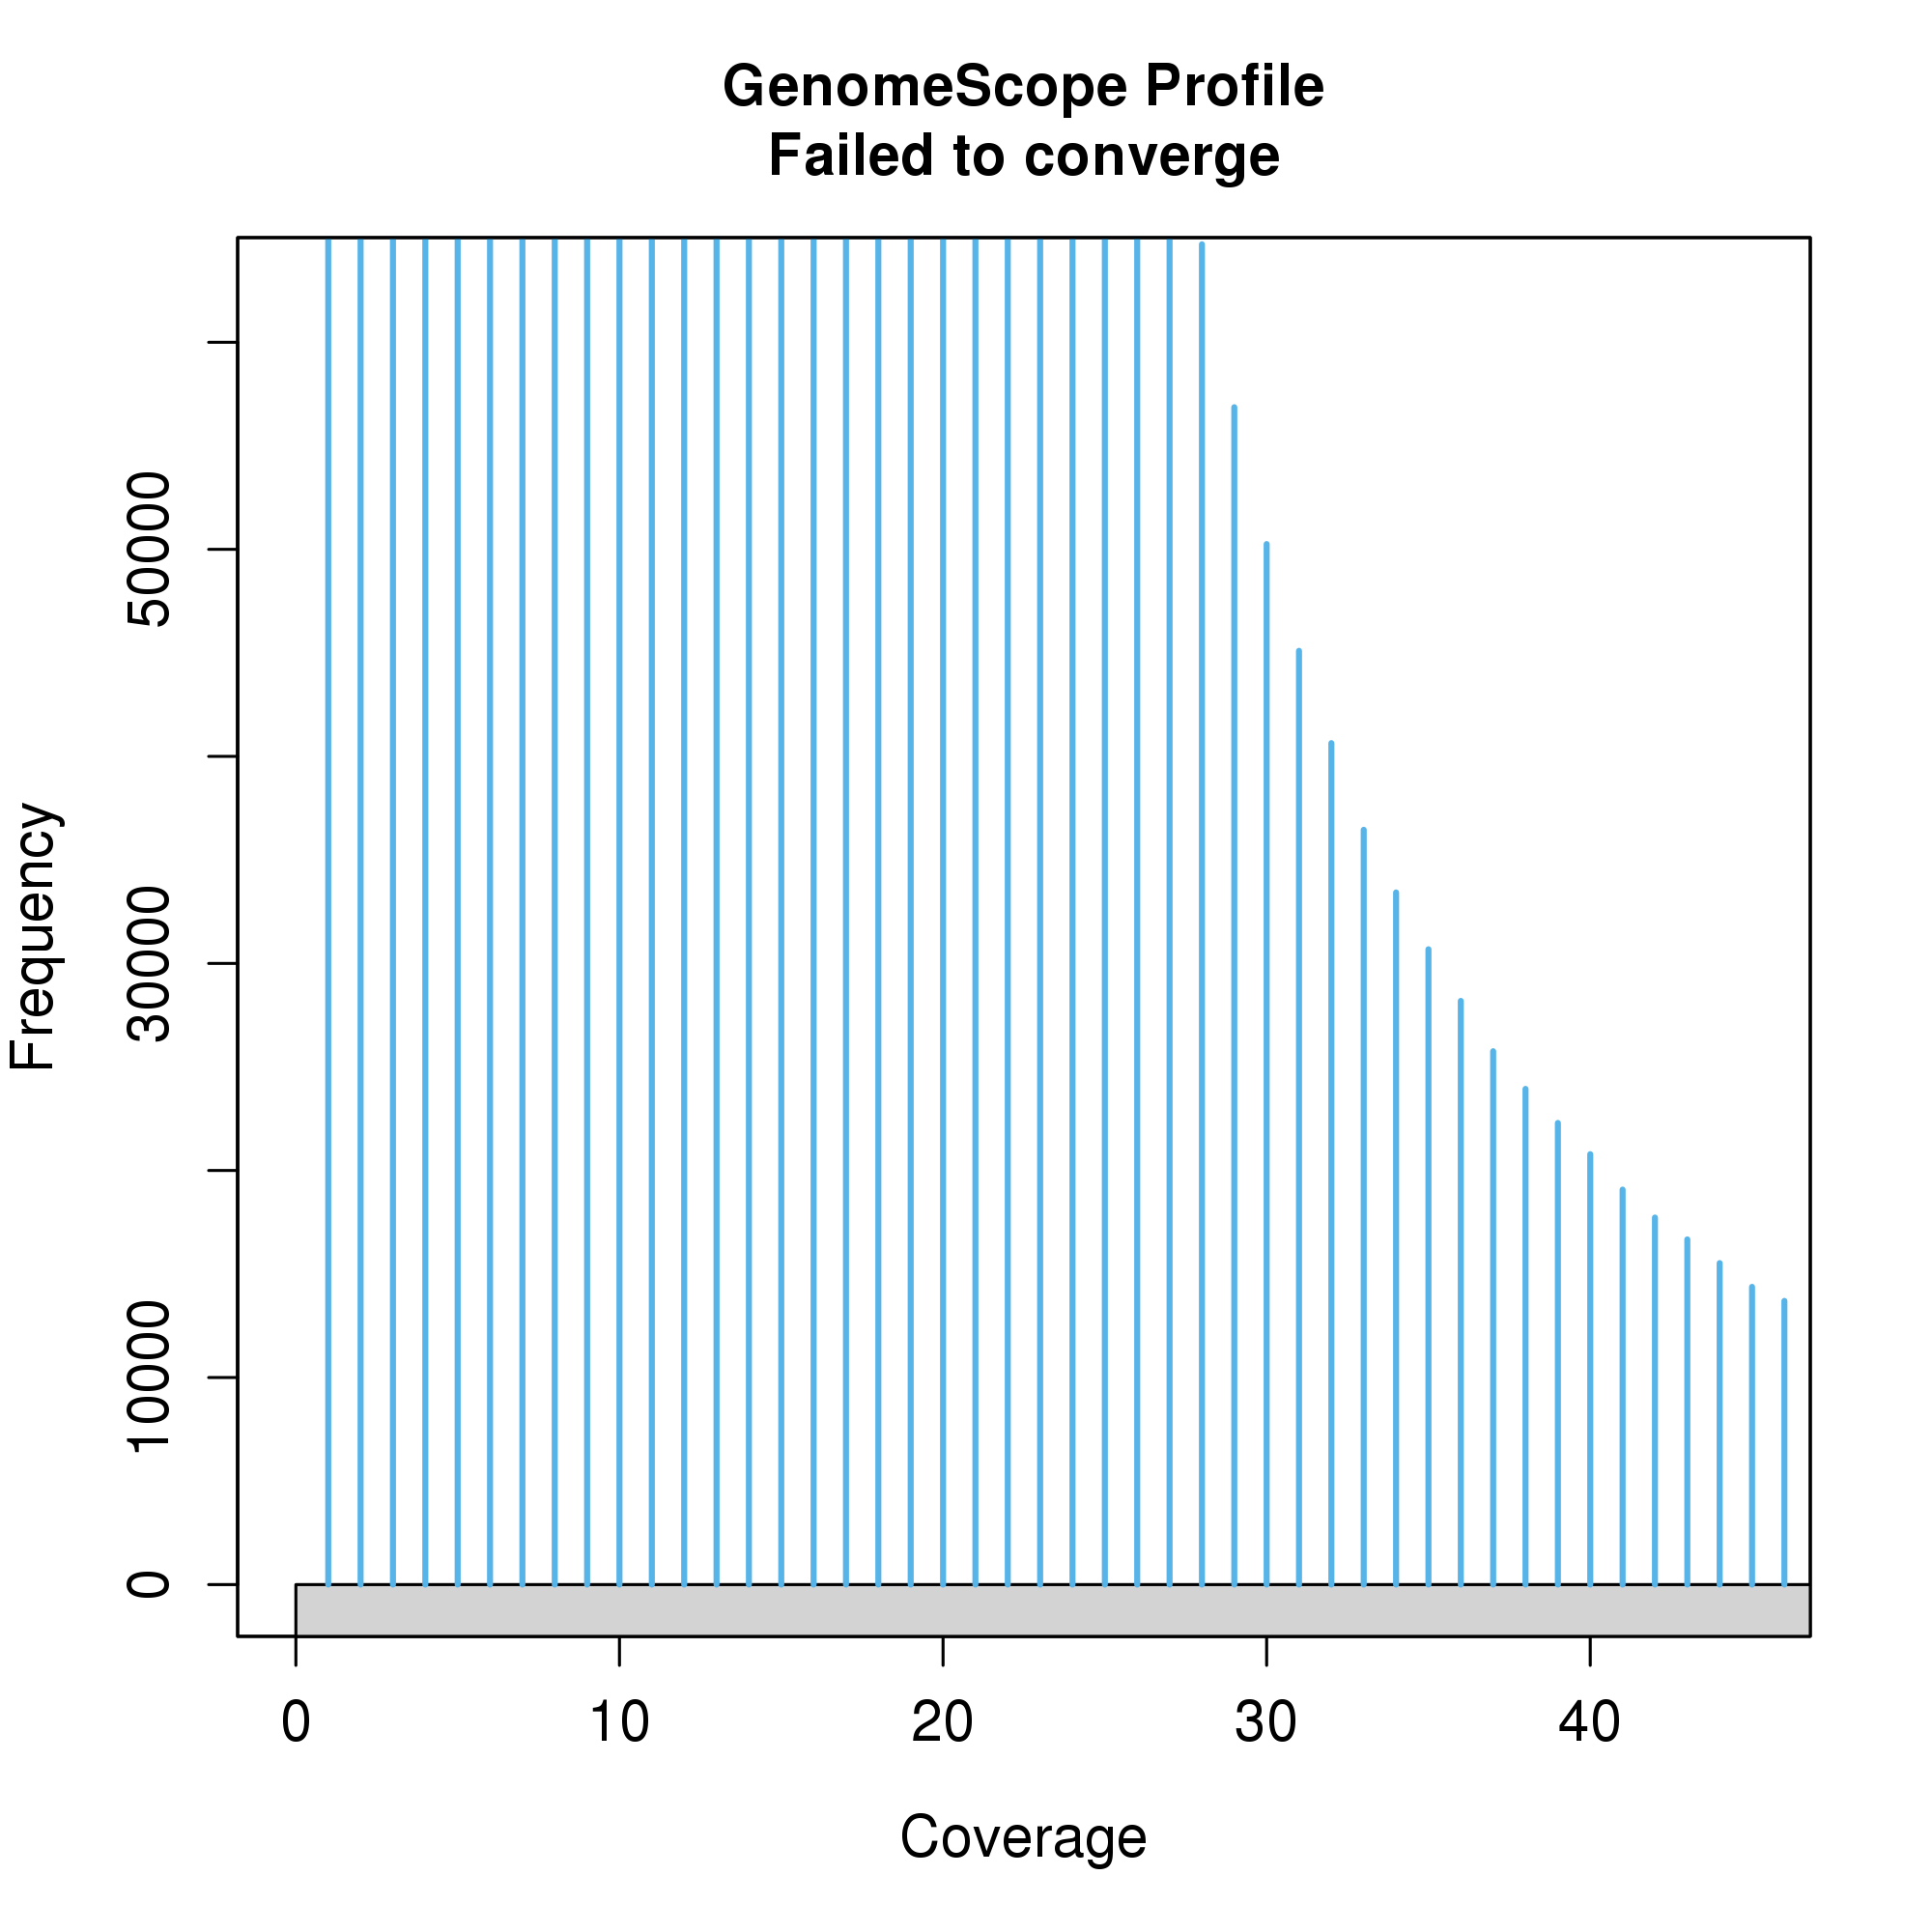 GenomeScope Profile
Failed to converge
Frequency
50000
30000
10000
0
0 10 20 30 40
Coverage